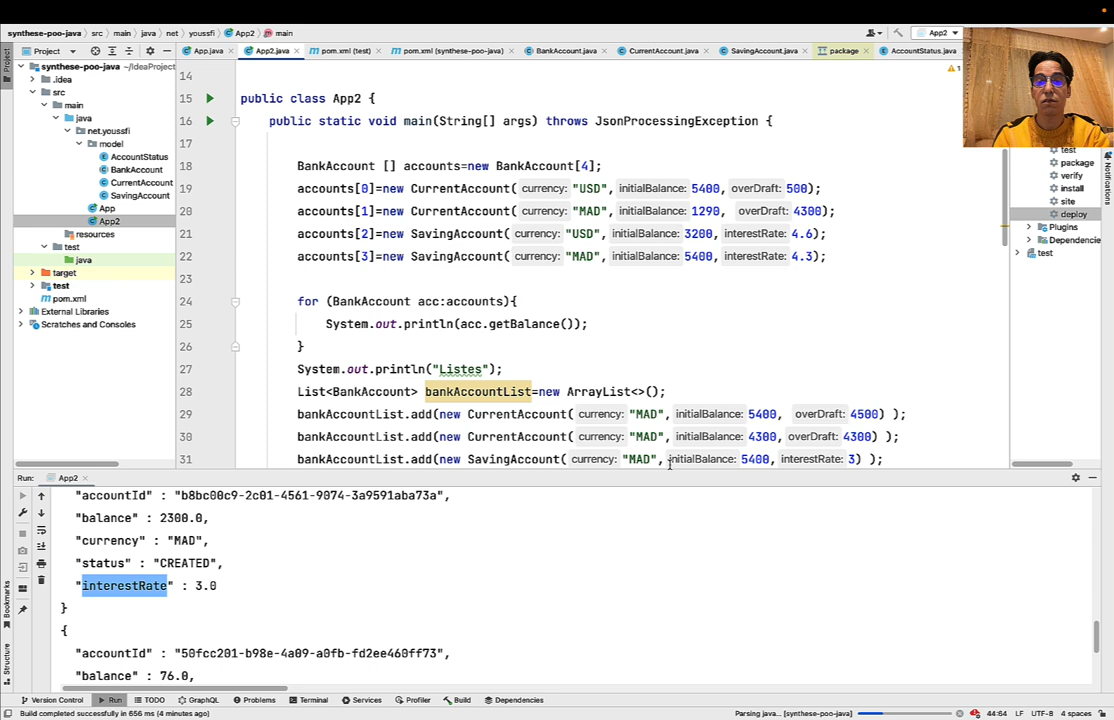 synthese-poo-java > src > main > java > net > youssfi > App2 > main
App2
Project
App.java
App2.java
pom.xml (test)
pom.xml (synthese-poo-java)
BankAccount.java
CurrentAccount.java
SavingAccount.java
package
AccountStatus.java
Project
synthese-poo-java ~/IdeaProject
.idea
src
main
java
net.youssfi
model
AccountStatus
BankAccount
CurrentAccount
SavingAccount
App
App2
resources
test
java
target
test
pom.xml
External Libraries
Scratches and Consoles
14
15 public class App2 {
16 public static void main(String[] args) throws JsonProcessingException {
17
18 BankAccount [] accounts=new BankAccount[4];
19 accounts[0]=new CurrentAccount( currency: "USD", initialBalance: 5400, overDraft: 500);
20 accounts[1]=new CurrentAccount( currency: "MAD", initialBalance: 1290, overDraft: 4300);
21 accounts[2]=new SavingAccount( currency: "USD", initialBalance: 3200, interestRate: 4.6);
22 accounts[3]=new SavingAccount( currency: "MAD", initialBalance: 5400, interestRate: 4.3);
23
24 for (BankAccount acc:accounts){
25 System.out.println(acc.getBalance());
26 }
27 System.out.println("Listes");
28 List<BankAccount> bankAccountList=new ArrayList<>();
29 bankAccountList.add(new CurrentAccount( currency: "MAD", initialBalance: 5400, overDraft: 4500) );
30 bankAccountList.add(new CurrentAccount( currency: "MAD", initialBalance: 4300, overDraft: 4300) );
31 bankAccountList.add(new SavingAccount( currency: "MAD", initialBalance: 5400, interestRate: 3) );
1
test
package
verify
install
site
deploy
Plugins
Dependencie
test
Notifications
Run: App2
"accountId" : "b8bc00c9-2c01-4561-9074-3a9591aba73a",
"balance" : 2300.0,
"currency" : "MAD",
"status" : "CREATED",
"interestRate" : 3.0
}
{
"accountId" : "50fcc201-b98e-4a09-a0fb-fd2ee460ff73",
"balance" : 76.0,
Bookmarks
Structure
Version Control
Run
TODO
GraphQL
Problems
Terminal
Services
Profiler
Build
Dependencies
Build completed successfully in 656 ms (4 minutes ago)
Parsing java... [synthese-poo-java]
44:64 LF UTF-8 4 spaces